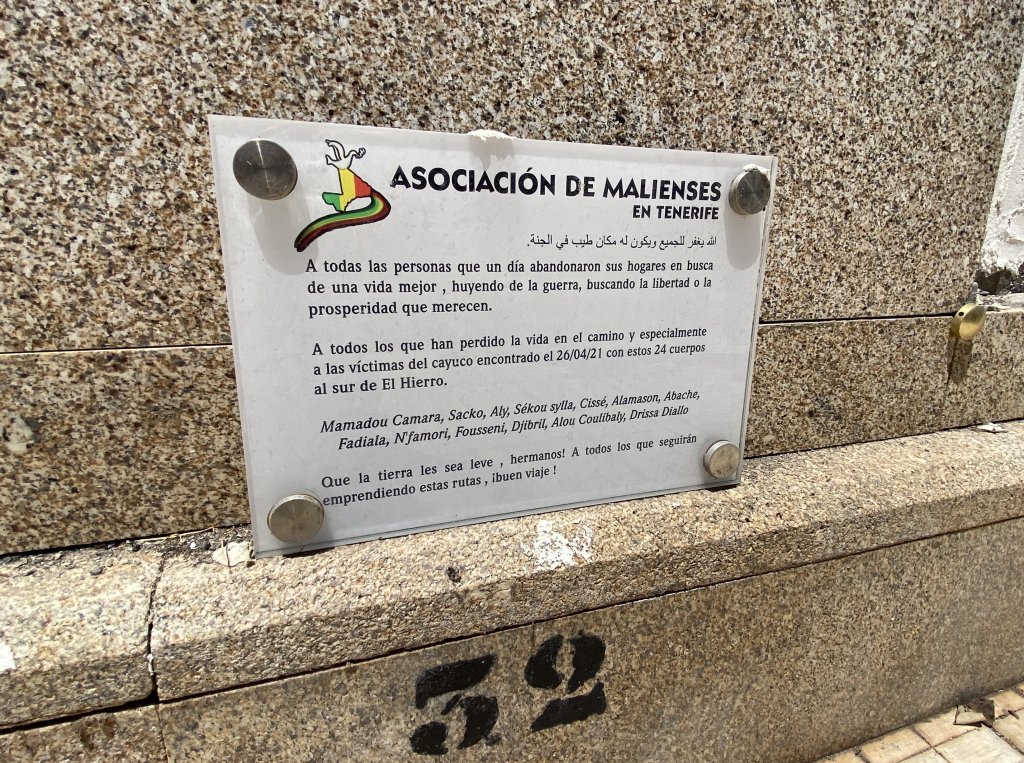 ASOCIACIÓN DE MALIENSES
EN TENERIFE
الله يغفر للجميع ويكون له مكان طيب في الجنة.
A todas las personas que un día abandonaron sus hogares en busca
de una vida mejor , huyendo de la guerra, buscando la libertad o la
prosperidad que merecen.
A todos los que han perdido la vida en el camino y especialmente
a las víctimas del cayuco encontrado el 26/04/21 con estos 24 cuerpos
al sur de El Hierro.
Mamadou Camara, Sacko, Aly, Sékou sylla, Cissé, Alamason, Abache,
Fadiala, N'famori, Fousseni, Djibril, Alou Coulibaly, Drissa Diallo
Que la tierra les sea leve , hermanos! A todos los que seguirán
emprendiendo estas rutas , ¡buen viaje !
52